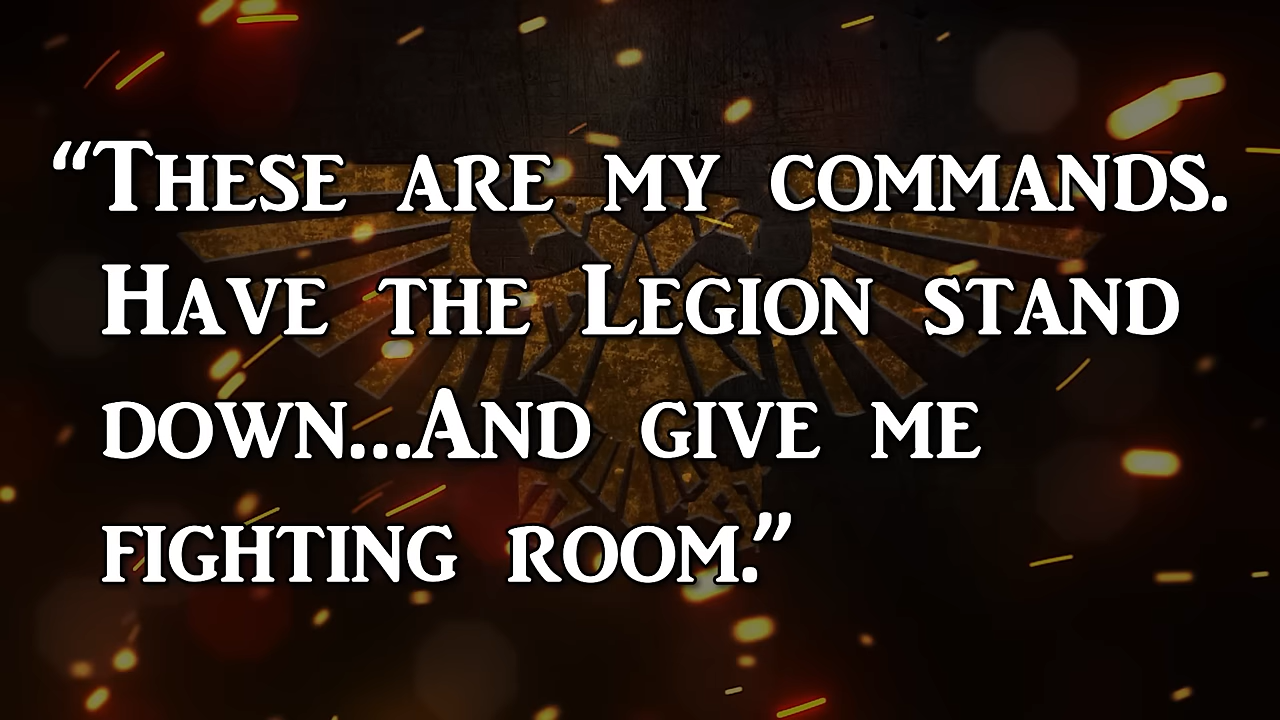 “These are my commands.
Have the Legion stand
down...And give me
fighting room.”